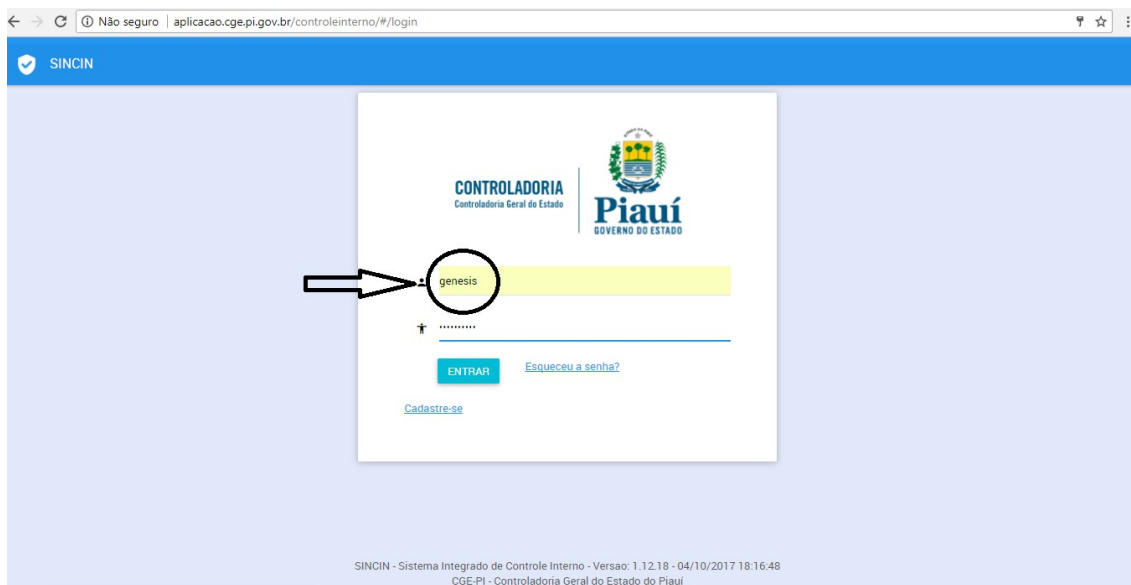 Não seguro | aplicacao.cge.pi.gov.br/controleinterno/#/login
SINCIN
CONTROLADORIA
Controladoria Geral do Estado
Piauí
GOVERNO DO ESTADO
genesis
··········
ENTRAR
Esqueceu a senha?
Cadastre-se
SINCIN - Sistema Integrado de Controle Interno - Versao: 1.12.18 - 04/10/2017 18:16:48
CGE-PI - Controladoria Geral do Estado do Piauí